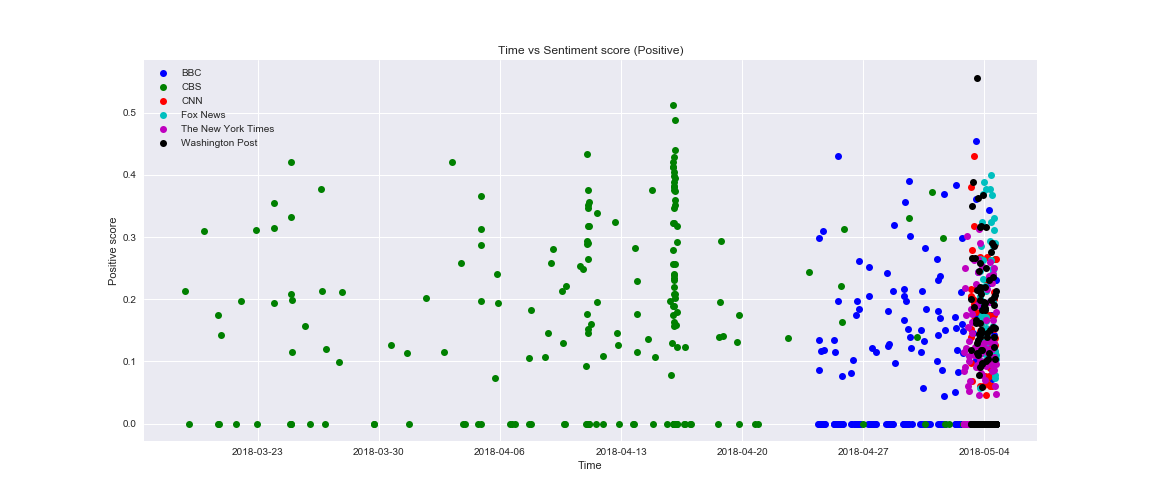 Time vs Sentiment score (Positive)
BBC
CBS
CNN
Fox News
The New York Times
Washington Post
Positive score
0.5
0.4
0.3
0.2
0.1
0.0
2018-03-23
2018-03-30
2018-04-06
2018-04-13
2018-04-20
2018-04-27
2018-05-04
Time